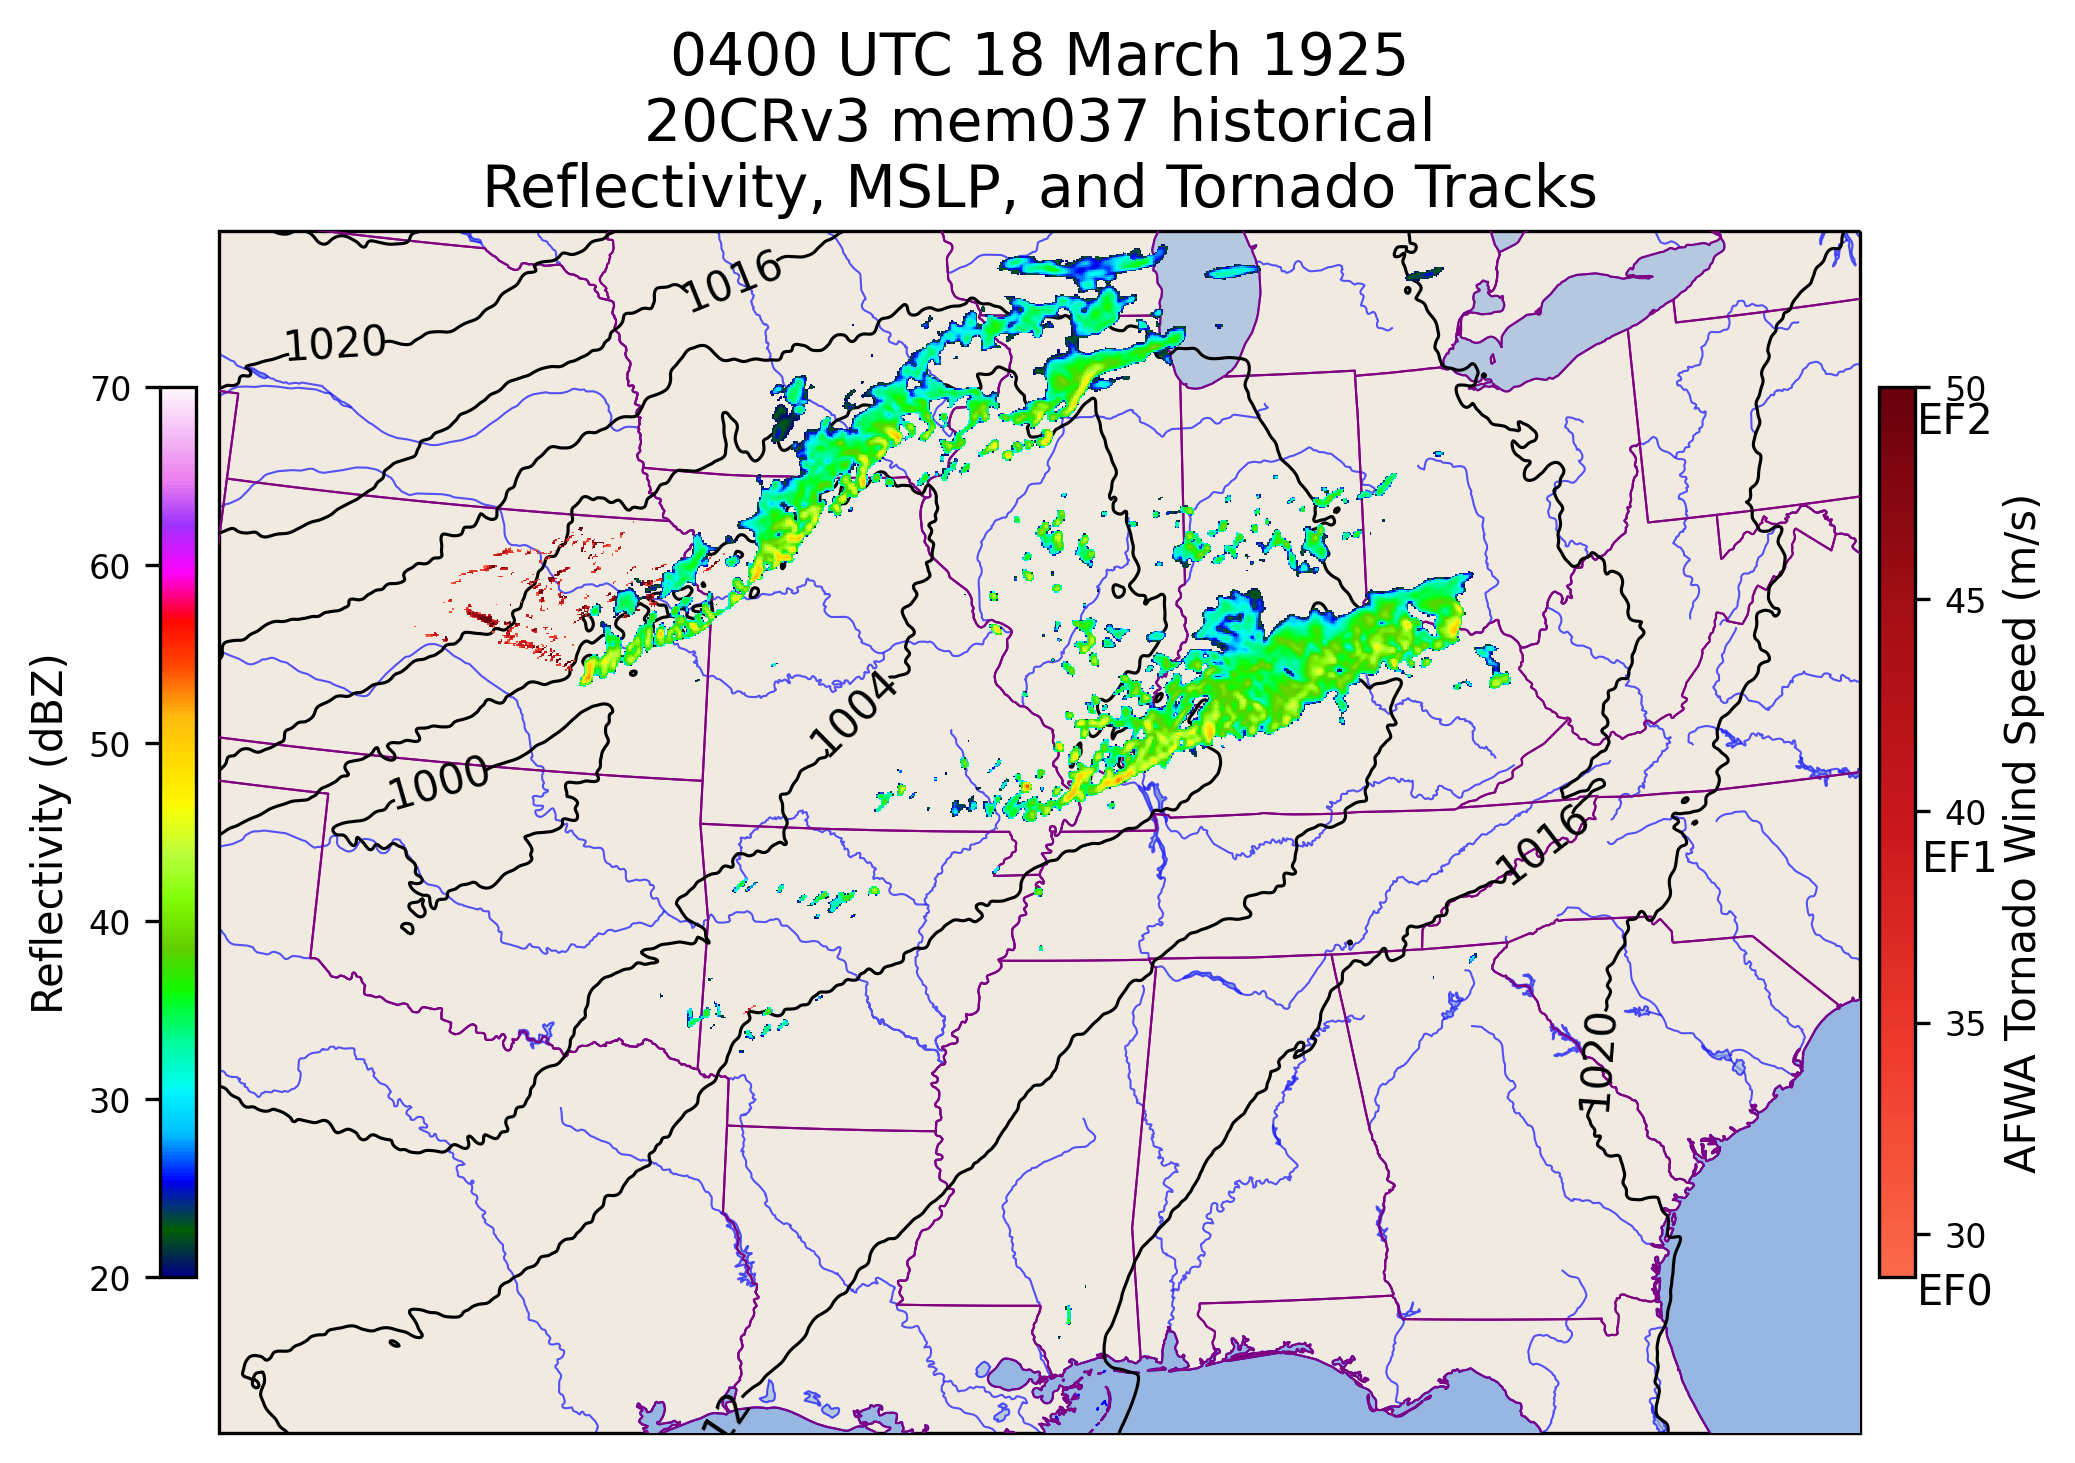 0400 UTC 18 March 1925
20CRv3 mem037 historical
Reflectivity, MSLP, and Tornado Tracks
1016
1020
1000
1004
1016
1020
70
60
50
40
30
20
Reflectivity (dBZ)
50
EF2
45
40
EF1
35
30
EF0
AFWA Tornado Wind Speed (m/s)